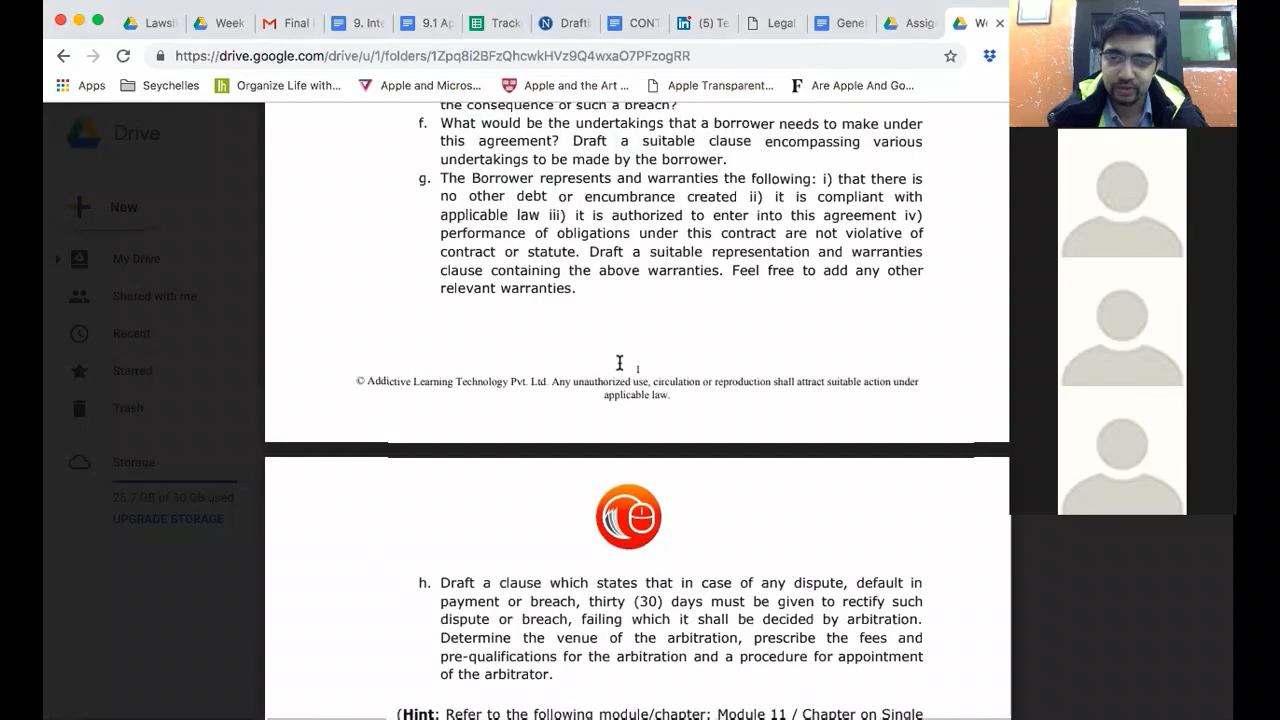 Lawsi
Week
Final
9. Inte
9.1 Ap
Track
Drafti
CONT
(5) Te
Legal
Gene
Assig
We
https://drive.google.com/drive/u/1/folders/1Zpq8i2BFzQhcwkHVz9Q4wxaO7PFzogRR
Apps
Seychelles
Organize Life with...
Apple and Micros...
Apple and the Art ...
Apple Transparent...
Are Apple And Go...
the consequence of such a breach?
f. What would be the undertakings that a borrower needs to make under
this agreement? Draft a suitable clause encompassing various
undertakings to be made by the borrower.
g. The Borrower represents and warranties the following: i) that there is
no other debt or encumbrance created ii) it is compliant with
applicable law iii) it is authorized to enter into this agreement iv)
performance of obligations under this contract are not violative of
contract or statute. Draft a suitable representation and warranties
clause containing the above warranties. Feel free to add any other
relevant warranties.
1
© Addictive Learning Technology Pvt. Ltd. Any unauthorized use, circulation or reproduction shall attract suitable action under
applicable law.
h. Draft a clause which states that in case of any dispute, default in
payment or breach, thirty (30) days must be given to rectify such
dispute or breach, failing which it shall be decided by arbitration.
Determine the venue of the arbitration, prescribe the fees and
pre-qualifications for the arbitration and a procedure for appointment
of the arbitrator.
(Hint: Refer to the following module/chapter: Module 11 / Chapter on Single
Drive
New
My Drive
Shared with me
Recent
Starred
Trash
Storage
UPGRADE STORAGE